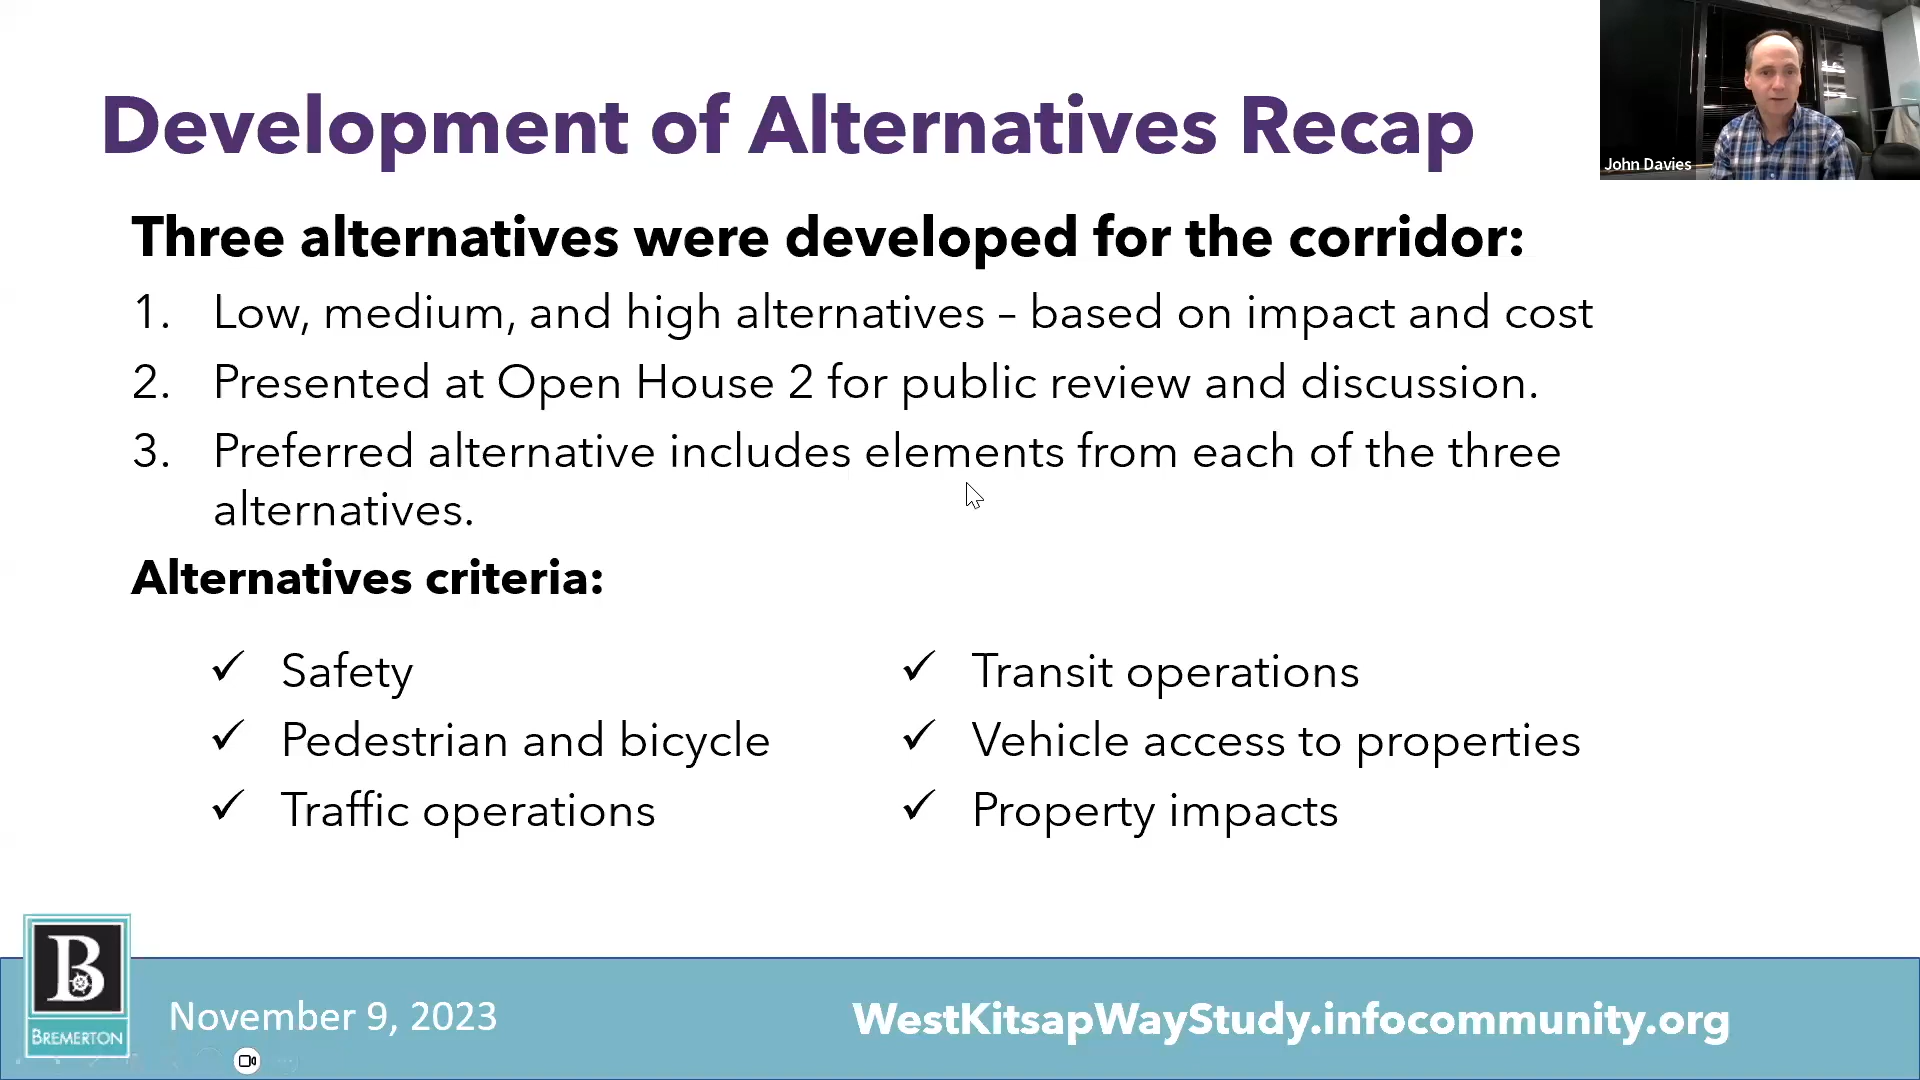 Development of Alternatives Recap
John Davies
Three alternatives were developed for the corridor:
1. Low, medium, and high alternatives – based on impact and cost
2. Presented at Open House 2 for public review and discussion.
3. Preferred alternative includes elements from each of the three
alternatives.
Alternatives criteria:
✓ Safety
✓ Pedestrian and bicycle
✓ Traffic operations
✓ Transit operations
✓ Vehicle access to properties
✓ Property impacts
B
BREMERTON
November 9, 2023
WestKitsapWayStudy.infocommunity.org